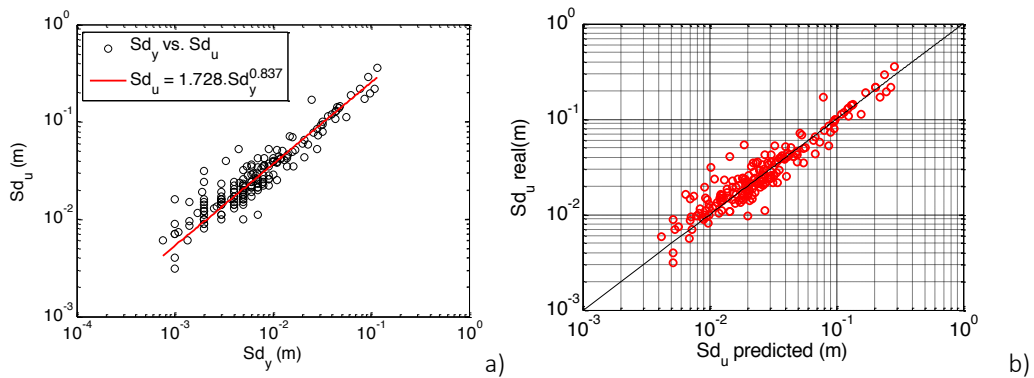 10^0
10^-1
10^-2
10^-3
Sd_u (m)
Sd_y vs. Sd_u
Sd_u = 1.728.Sd_y^0.837
10^-4 10^-3 10^-2 10^-1 10^0
Sd_y (m)
a)
10^0
10^-1
10^-2
10^-3
Sd_u real(m)
10^-3 10^-2 10^-1 10^0
Sd_u predicted (m)
b)